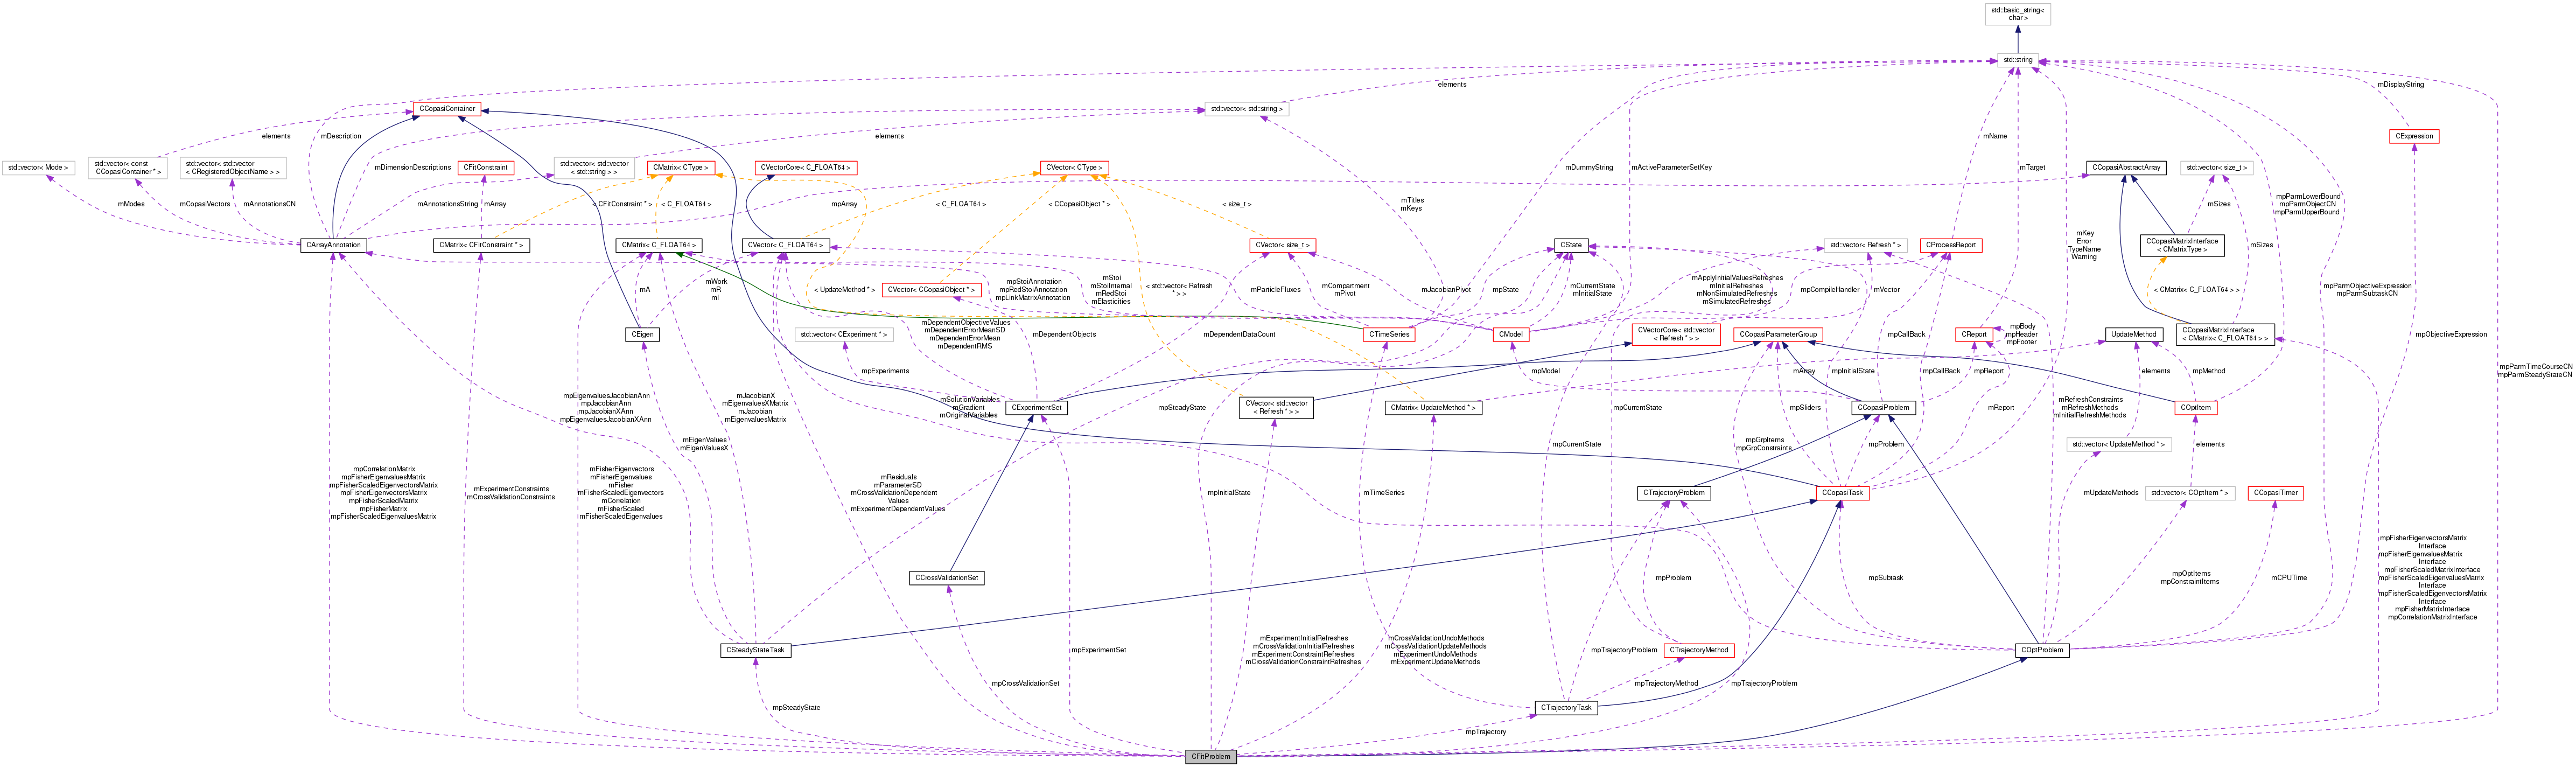 std::basic_string<
char >
std::string
elements
mDisplayString
CCopasiContainer
std::vector< std::string >
elements
mDescription
elements
mDimensionDescriptions
mDummyString
mActiveParameterSetKey
mName
mTarget
CExpression
std::vector< Mode >
std::vector< const
CCopasiContainer * >
std::vector< std::vector
< CRegisteredObjectName > >
CFitConstraint
std::vector< std::vector
< std::string > >
CMatrix< CType >
CVectorCore< C_FLOAT64 >
CVector< CType >
CCopasiAbstractArray
std::vector< size_t >
mModes
mCopasiVectors
mAnnotationsCN
mAnnotationsString
mArray
< CFitConstraint * >
< C_FLOAT64 >
mpArray
< C_FLOAT64 >
< CCopasiObject * >
< size_t >
mTitles
mKeys
mSizes
mpParmLowerBound
mpParmObjectCN
mpParmUpperBound
CArrayAnnotation
CMatrix< CFitConstraint * >
CMatrix< C_FLOAT64 >
CVector< C_FLOAT64 >
CVector< size_t >
CState
std::vector< Refresh * >
CProcessReport
CCopasiMatrixInterface
< CMatrixType >
mKey
Error
TypeName
Warning
mSizes
mA
mWork
mR
mI
< UpdateMethod * >
CVector< CCopasiObject * >
mpStoiAnnotation
mpRedStoiAnnotation
mpLinkMatrixAnnotation
mStoi
mStoiInternal
mRedStoi
mElasticities
< std::vector< Refresh
* > >
mParticleFluxes
mCompartment
mPivot
mJacobianPivot
mpState
mCurrentState
mInitialState
mApplyInitialValuesRefreshes
mInitialRefreshes
mNonSimulatedRefreshes
mSimulatedRefreshes
mpCompileHandler
mVector
< CMatrix< C_FLOAT64 > >
mpParmObjectiveExpression
mpParmSubtaskCN
CEigen
std::vector< CExperiment * >
mDependentObjectiveValues
mDependentErrorMeanSD
mDependentErrorMean
mDependentRMS
mDependentObjects
mDependentDataCount
CTimeSeries
CModel
CVectorCore< std::vector
< Refresh * > >
CCopasiParameterGroup
mpCallBack
CReport
mpBody
mpHeader
mpFooter
UpdateMethod
CCopasiMatrixInterface
< CMatrix< C_FLOAT64 > >
mpObjectiveExpression
mpExperiments
mpModel
mArray
mpInitialState
mpCallBack
mpReport
elements
mpMethod
mpParmTimeCourseCN
mpParmSteadyStateCN
mpEigenvaluesJacobianAnn
mpJacobianAnn
mpJacobianXAnn
mpEigenvaluesJacobianXAnn
mJacobianX
mEigenvaluesXMatrix
mJacobian
mEigenvaluesMatrix
mSolutionVariables
mGradient
mOriginalVariables
CExperimentSet
mpSteadyState
CVector< std::vector
< Refresh * > >
CMatrix< UpdateMethod * >
mpCurrentState
mpSliders
CCopasiProblem
mReport
mRefreshConstraints
mRefreshMethods
mInitialRefreshMethods
COptItem
mEigenValues
mEigenValuesX
mpCurrentState
mpGrpItems
mpGrpConstraints
mpProblem
std::vector< UpdateMethod * >
elements
mpCorrelationMatrix
mpFisherEigenvaluesMatrix
mpFisherScaledEigenvectorsMatrix
mpFisherEigenvectorsMatrix
mpFisherScaledMatrix
mpFisherMatrix
mpFisherScaledEigenvaluesMatrix
mExperimentConstraints
mCrossValidationConstraints
mFisherEigenvectors
mFisherEigenvalues
mFisher
mFisherScaledEigenvectors
mCorrelation
mFisherScaled
mFisherScaledEigenvalues
mResiduals
mParameterSD
mCrossValidationDependent
Values
mExperimentDependentValues
mpInitialState
mTimeSeries
CTrajectoryProblem
CCopasiTask
mUpdateMethods
std::vector< COptItem * >
CCopasiTimer
CCrossValidationSet
mpProblem
mpSubtask
mpOptItems
mpConstraintItems
mCPUTime
mpFisherEigenvectorsMatrix
Interface
mpFisherEigenvaluesMatrix
Interface
mpFisherScaledMatrixInterface
mpFisherScaledEigenvaluesMatrix
Interface
mpFisherScaledEigenvectorsMatrix
Interface
mpFisherMatrixInterface
mpCorrelationMatrixInterface
CSteadyStateTask
mpExperimentSet
mExperimentInitialRefreshes
mCrossValidationInitialRefreshes
mExperimentConstraintRefreshes
mCrossValidationConstraintRefreshes
mCrossValidationUndoMethods
mCrossValidationUpdateMethods
mExperimentUndoMethods
mExperimentUpdateMethods
mpTrajectoryProblem
CTrajectoryMethod
COptProblem
mpCrossValidationSet
mpTrajectoryMethod
mpTrajectoryProblem
mpSteadyState
CTrajectoryTask
mpTrajectory
CFitProblem